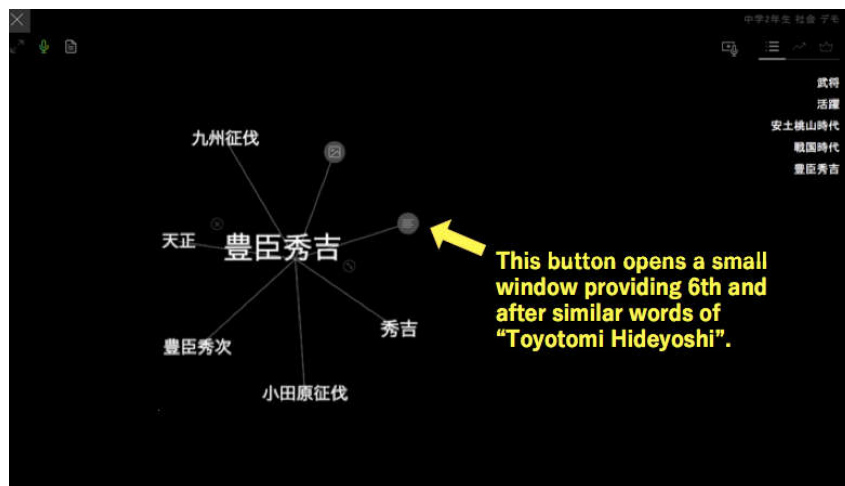 中学2年生 社会 デモ
武将
活躍
安土桃山時代
戦国時代
豊臣秀吉
九州征伐
天正
豊臣秀吉
秀吉
豊臣秀次
小田原征伐
This button opens a small
window providing 6th and
after similar words of
“Toyotomi Hideyoshi”.